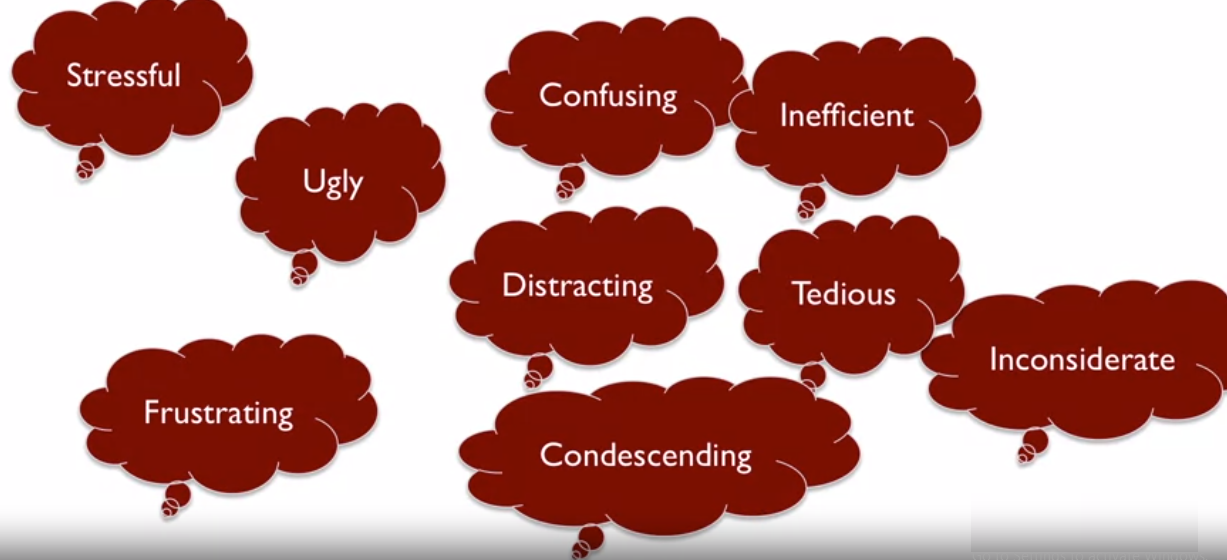 Stressful
Confusing
Inefficient
Ugly
Distracting
Tedious
Inconsiderate
Frustrating
Condescending